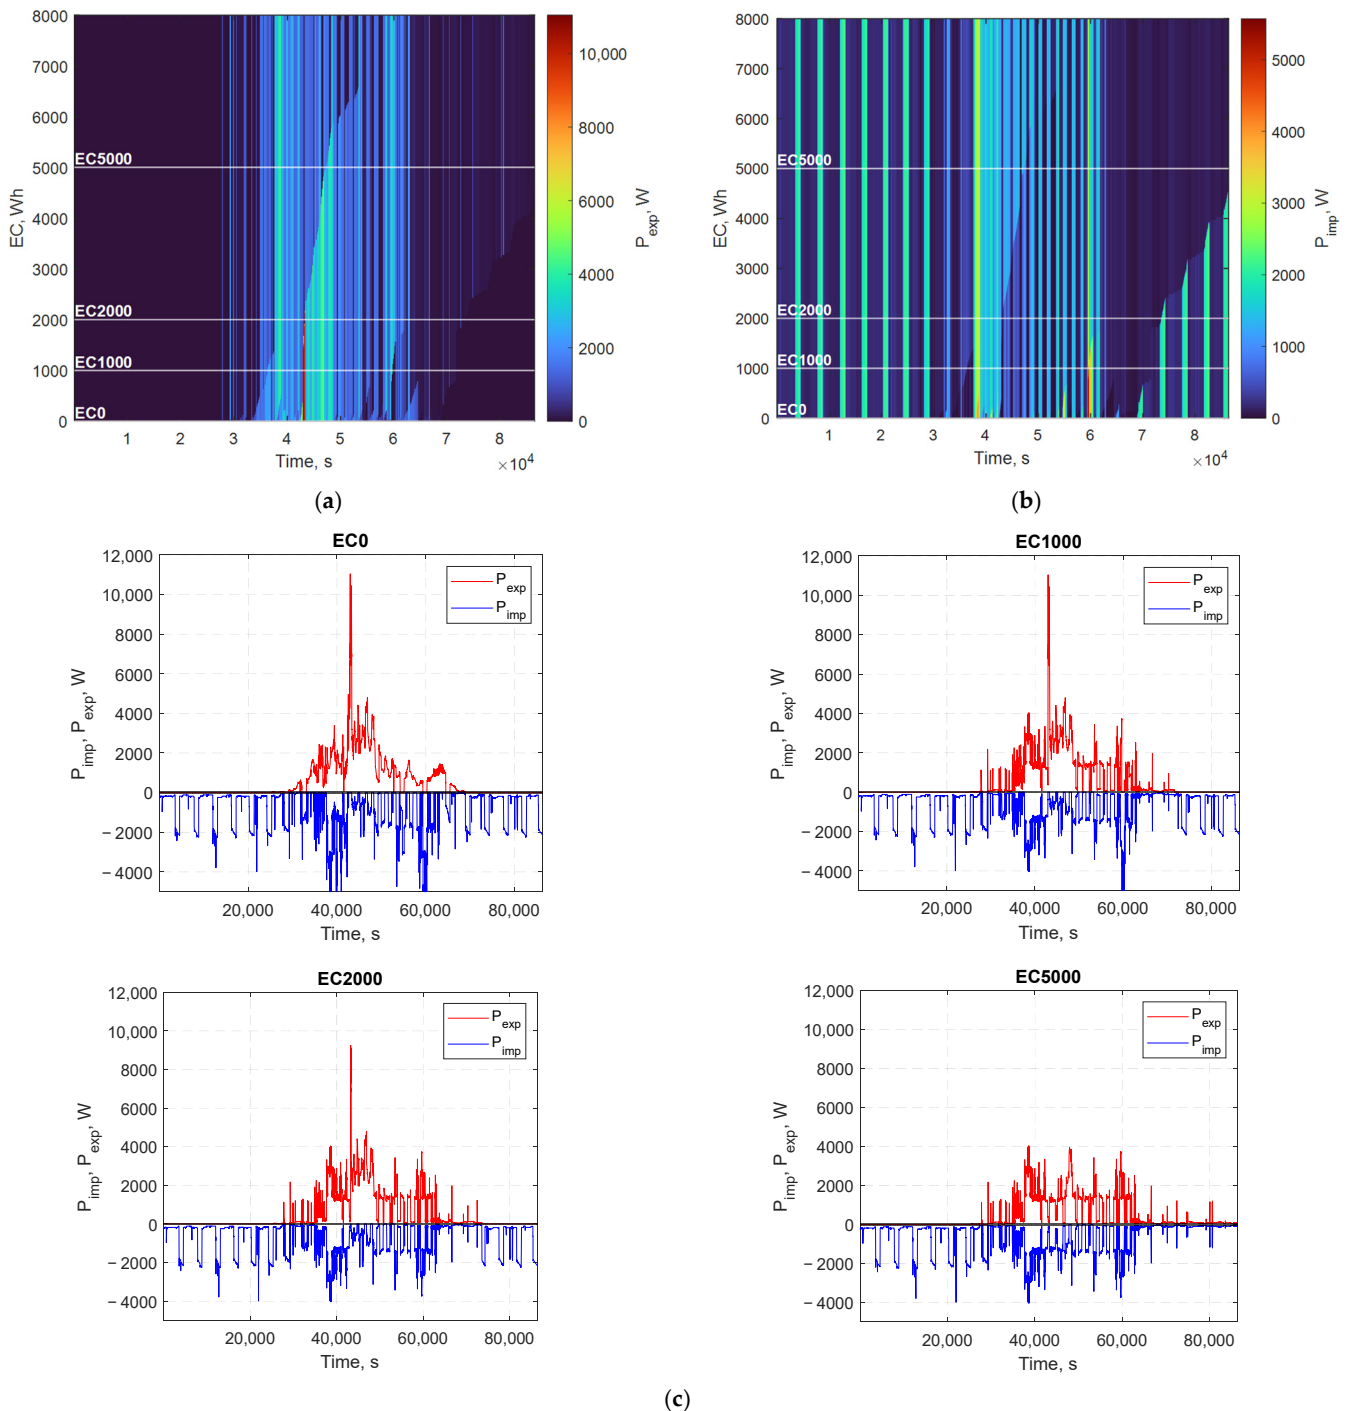 8000
7000
6000
5000
4000
3000
2000
1000
0
EC, Wh
EC5000
EC2000
EC1000
EC0
1 2 3 4 5 6 7 8
Time, s
×10⁴
10,000
8000
6000
4000
2000
0
P_exp, W
(a)
8000
7000
6000
5000
4000
3000
2000
1000
0
EC, Wh
EC5000
EC2000
EC1000
EC0
1 2 3 4 5 6 7 8
Time, s
×10⁴
5000
4000
3000
2000
1000
0
P_imp, W
(b)
EC0
12,000
10,000
8000
6000
4000
2000
0
−2000
−4000
P_imp, P_exp, W
P_exp
P_imp
20,000 40,000 60,000 80,000
Time, s
EC1000
12,000
10,000
8000
6000
4000
2000
0
−2000
−4000
P_imp, P_exp, W
P_exp
P_imp
20,000 40,000 60,000 80,000
Time, s
EC2000
12,000
10,000
8000
6000
4000
2000
0
−2000
−4000
P_imp, P_exp, W
P_exp
P_imp
20,000 40,000 60,000 80,000
Time, s
EC5000
12,000
10,000
8000
6000
4000
2000
0
−2000
−4000
P_imp, P_exp, W
P_exp
P_imp
20,000 40,000 60,000 80,000
Time, s
(c)